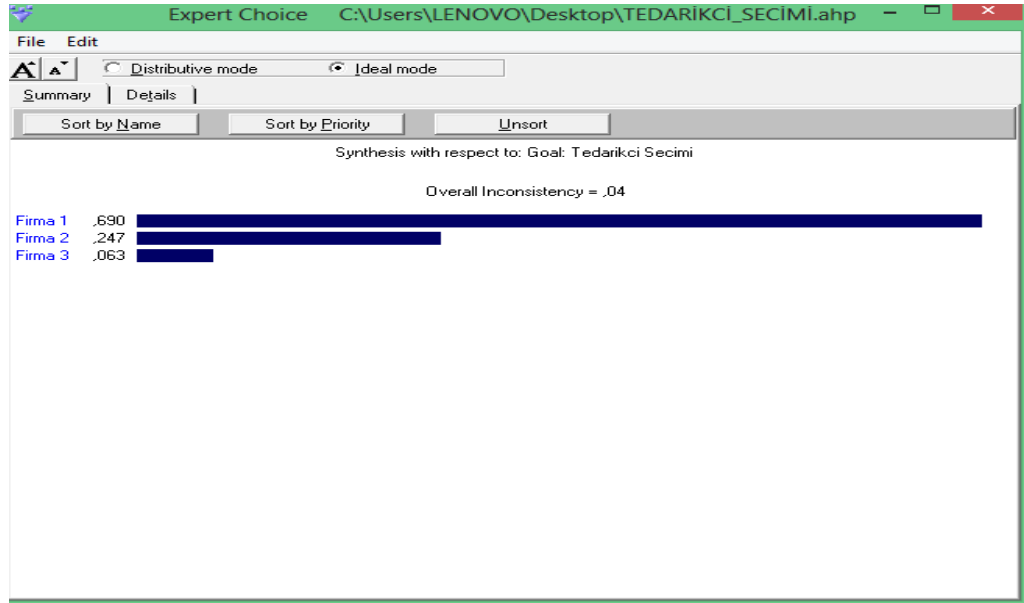 Expert Choice C:\Users\LENOVO\Desktop\TEDARİKCİ_SECİMİ.ahp
File Edit
A A Distributive mode Ideal mode
Summary Details
Sort by Name Sort by Priority Unsort
Synthesis with respect to: Goal: Tedarikci Secimi
Overall Inconsistency = ,04
Firma 1 ,690
Firma 2 ,247
Firma 3 ,063